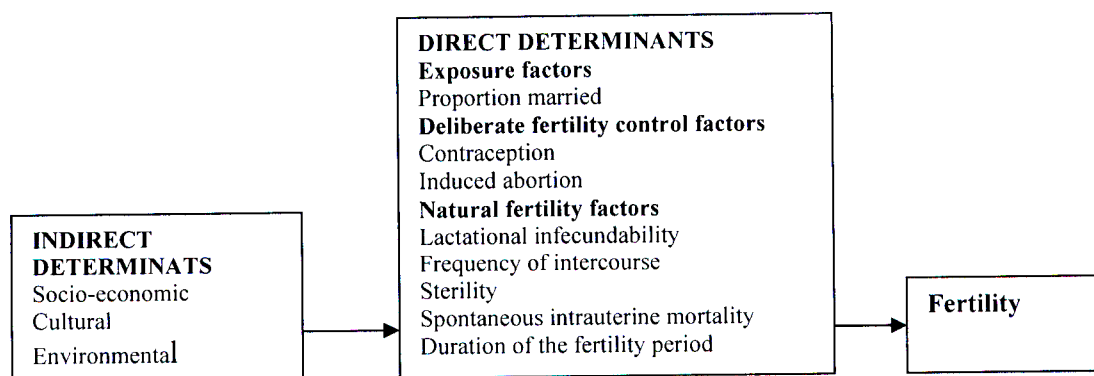 INDIRECT
DETERMINATS
Socio-economic
Cultural
Environmental
DIRECT DETERMINANTS
Exposure factors
Proportion married
Deliberate fertility control factors
Contraception
Induced abortion
Natural fertility factors
Lactational infecundability
Frequency of intercourse
Sterility
Spontaneous intrauterine mortality
Duration of the fertility period
Fertility